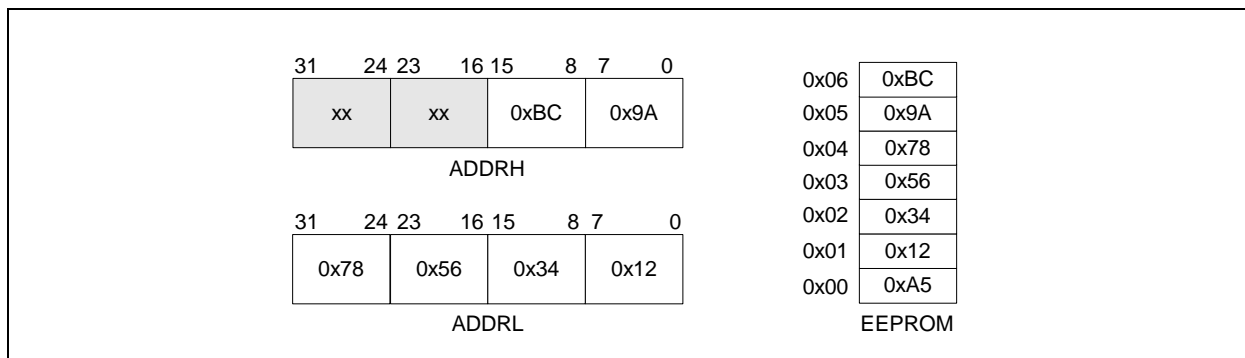 31 24 23 16 15 8 7 0
xx xx 0xBC 0x9A
ADDRH
31 24 23 16 15 8 7 0
0x78 0x56 0x34 0x12
ADDRL
0x06 0xBC
0x05 0x9A
0x04 0x78
0x03 0x56
0x02 0x34
0x01 0x12
0x00 0xA5
EEPROM